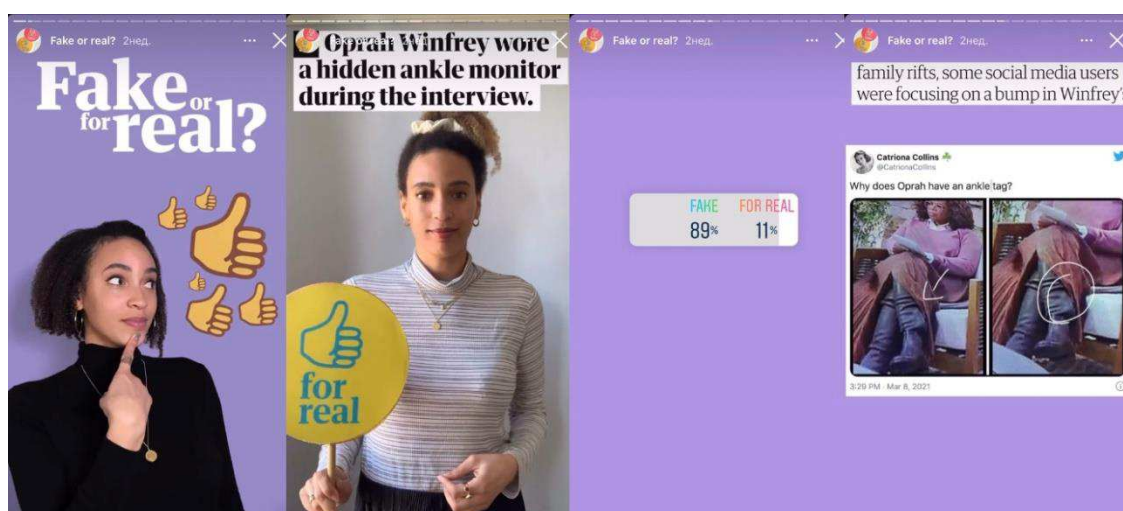 Fake or real? 2нед.
Fake or
for real?
Oprah Winfrey wore
a hidden ankle monitor
during the interview.
for
real
Fake or real? 2нед.
FAKE FOR REAL
89% 11%
Fake or real? 2нед.
family rifts, some social media users
were focusing on a bump in Winfrey's
Catriona Collins
@CatrionaCollins
Why does Oprah have an ankle tag?
3:29 PM · Mar 8, 2021